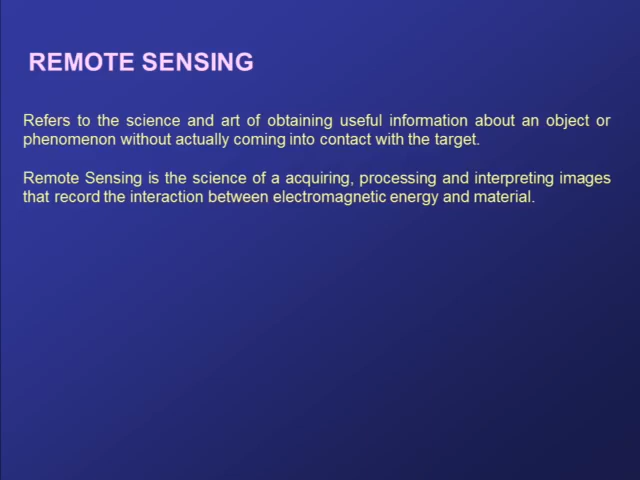 REMOTE SENSING
Refers to the science and art of obtaining useful information about an object or
phenomenon without actually coming into contact with the target.
Remote Sensing is the science of a acquiring, processing and interpreting images
that record the interaction between electromagnetic energy and material.